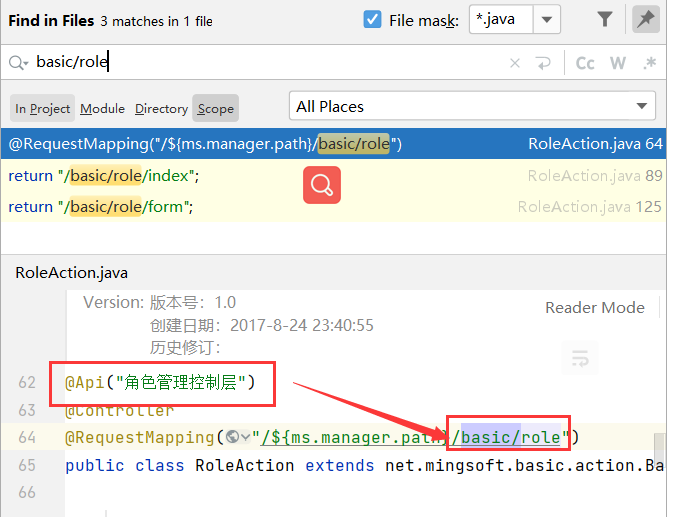 Find in Files 3 matches in 1 file File mask: *.java
basic/role Cc W .*
In Project Module Directory Scope All Places
@RequestMapping("/${ms.manager.path}/basic/role") RoleAction.java 64
return "/basic/role/index"; RoleAction.java 89
return "/basic/role/form"; RoleAction.java 125
RoleAction.java
Version: 版本号：1.0
Reader Mode
创建日期：2017-8-24 23:40:55
历史修订：
62 @Api("角色管理控制层")
63 @Controller
64 @RequestMapping("/${ms.manager.path}/basic/role")
65 public class RoleAction extends net.mingsoft.basic.action.Ba
66